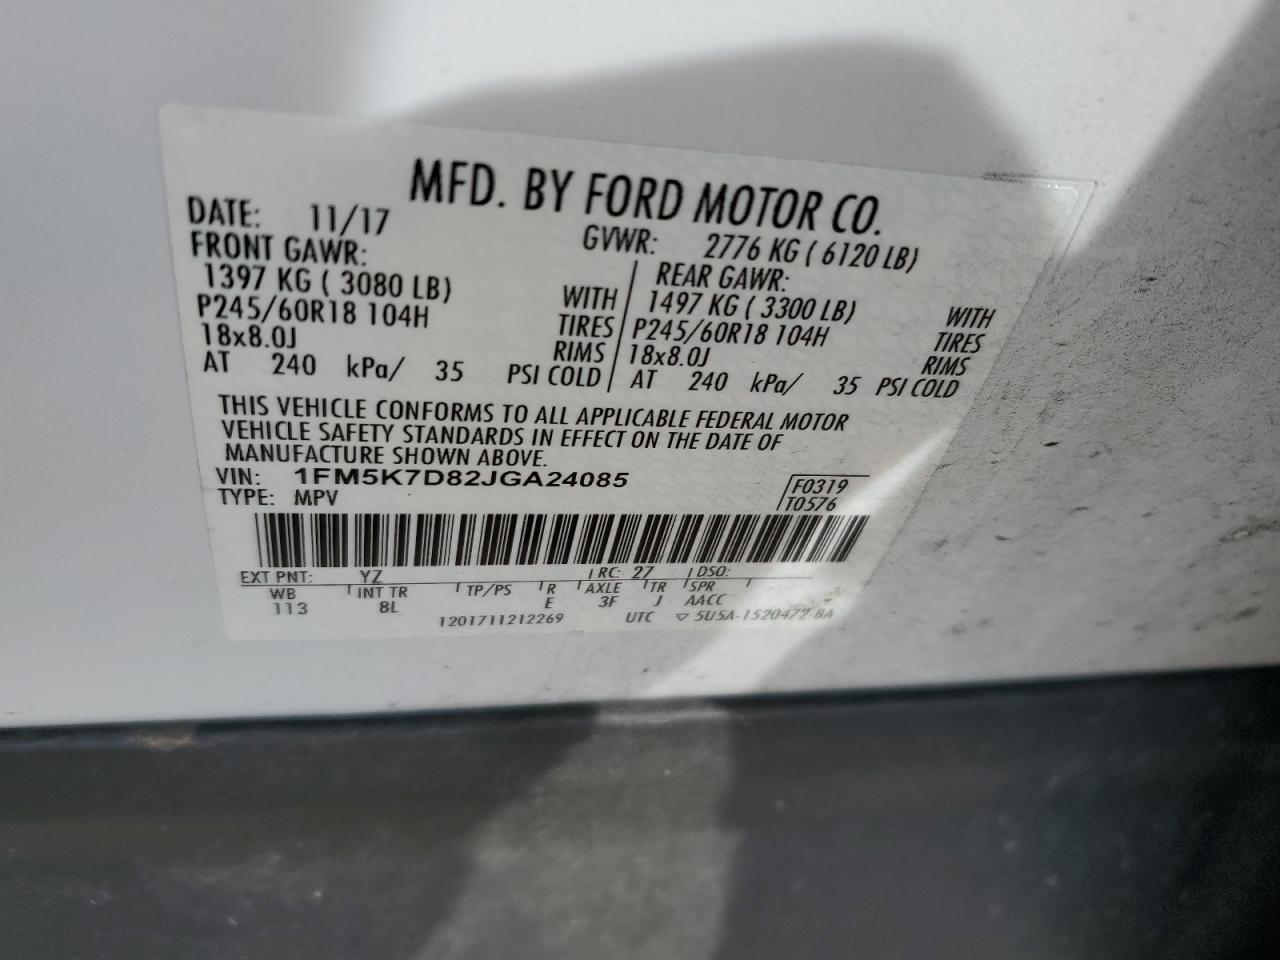 MFD. BY FORD MOTOR CO.
DATE: 11/17 GVWR: 2776 KG ( 6120 LB)
FRONT GAWR: REAR GAWR:
1397 KG ( 3080 LB) WITH 1497 KG ( 3300 LB) WITH
P245/60R18 104H TIRES P245/60R18 104H TIRES
18x8.0J RIMS 18x8.0J RIMS
AT 240 kPa/ 35 PSI COLD AT 240 kPa/ 35 PSI COLD
THIS VEHICLE CONFORMS TO ALL APPLICABLE FEDERAL MOTOR
VEHICLE SAFETY STANDARDS IN EFFECT ON THE DATE OF
MANUFACTURE SHOWN ABOVE.
VIN: 1FM5K7D82JGA24085 F0319
TYPE: MPV T0576
EXT PNT: YZ RC: 27 DSO:
WB INT TR TP/PS R AXLE TR SPR
113 8L E 3F J AACC
1201711212269 UTC ▽ 5U5A-1520472-BA